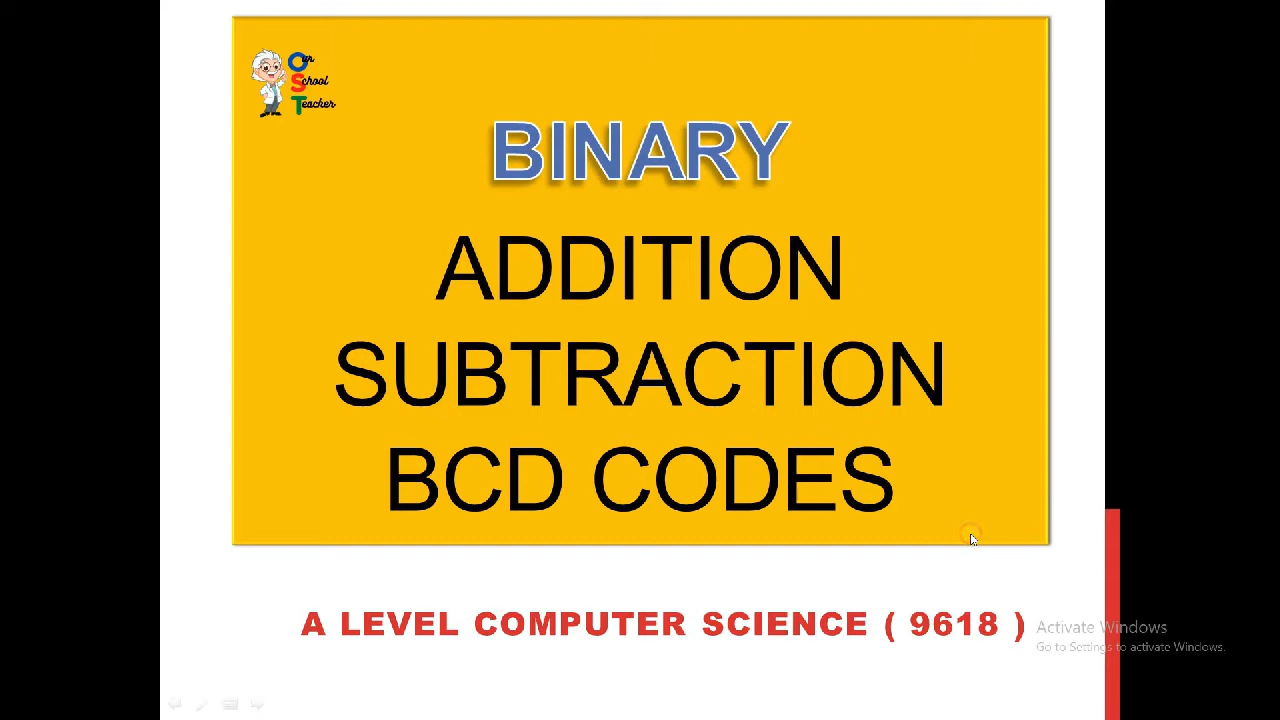 Our
School
Teacher
BINARY
ADDITION
SUBTRACTION
BCD CODES
A LEVEL COMPUTER SCIENCE ( 9618 )
Activate Windows
Go to Settings to activate Windows.